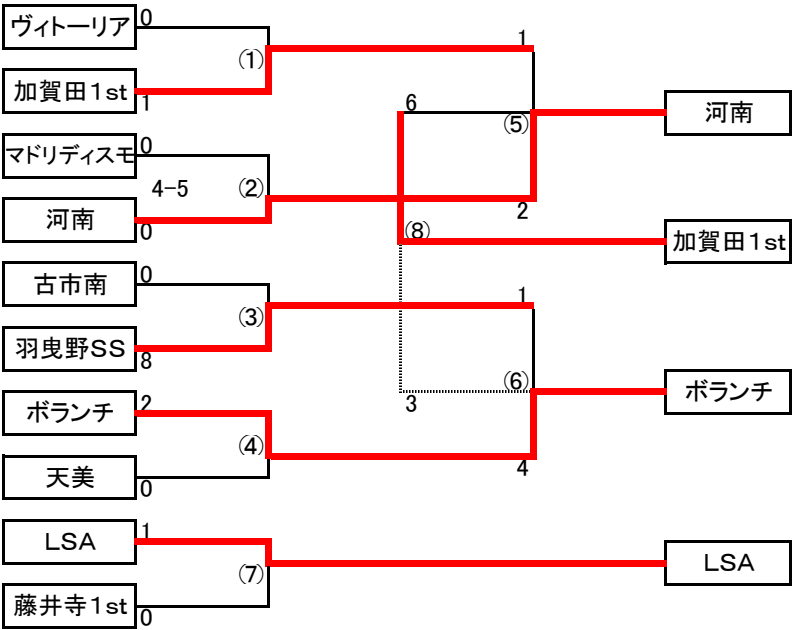 ヴィトーリア 0
(1) 1
加賀田1st 1
6
(5) 河南
マドリディスモ 0
4-5 (2)
河南 0
2
(8) 加賀田1st
古市南 0
(3) 1
羽曳野SS 8
(6) ボランチ
ボランチ 2
3
(4)
天美 0
4
LSA 1
(7) LSA
藤井寺1st 0